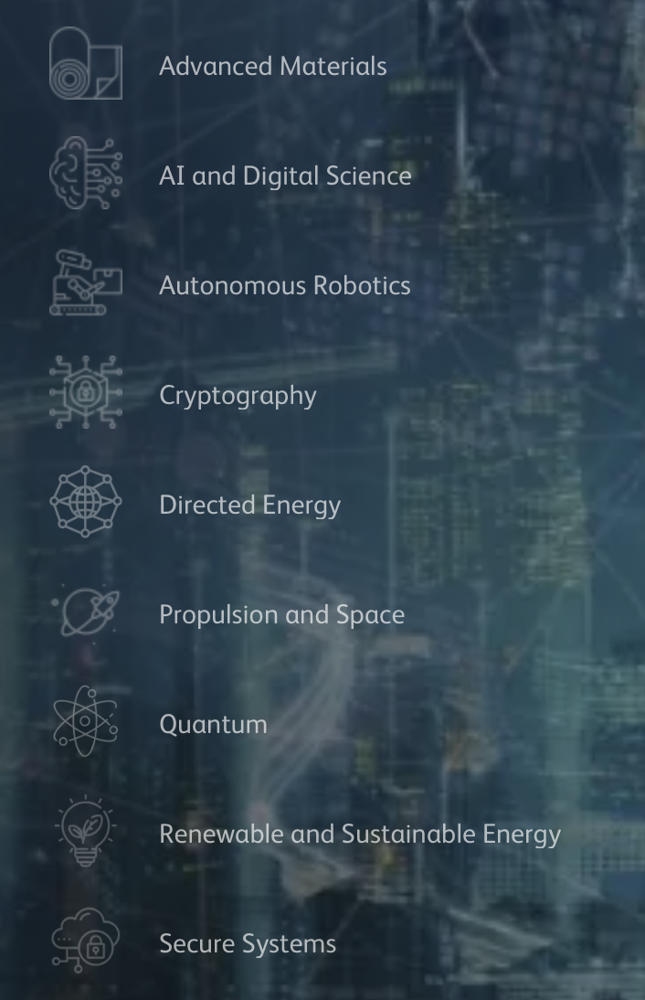 Advanced Materials
AI and Digital Science
Autonomous Robotics
Cryptography
Directed Energy
Propulsion and Space
Quantum
Renewable and Sustainable Energy
Secure Systems